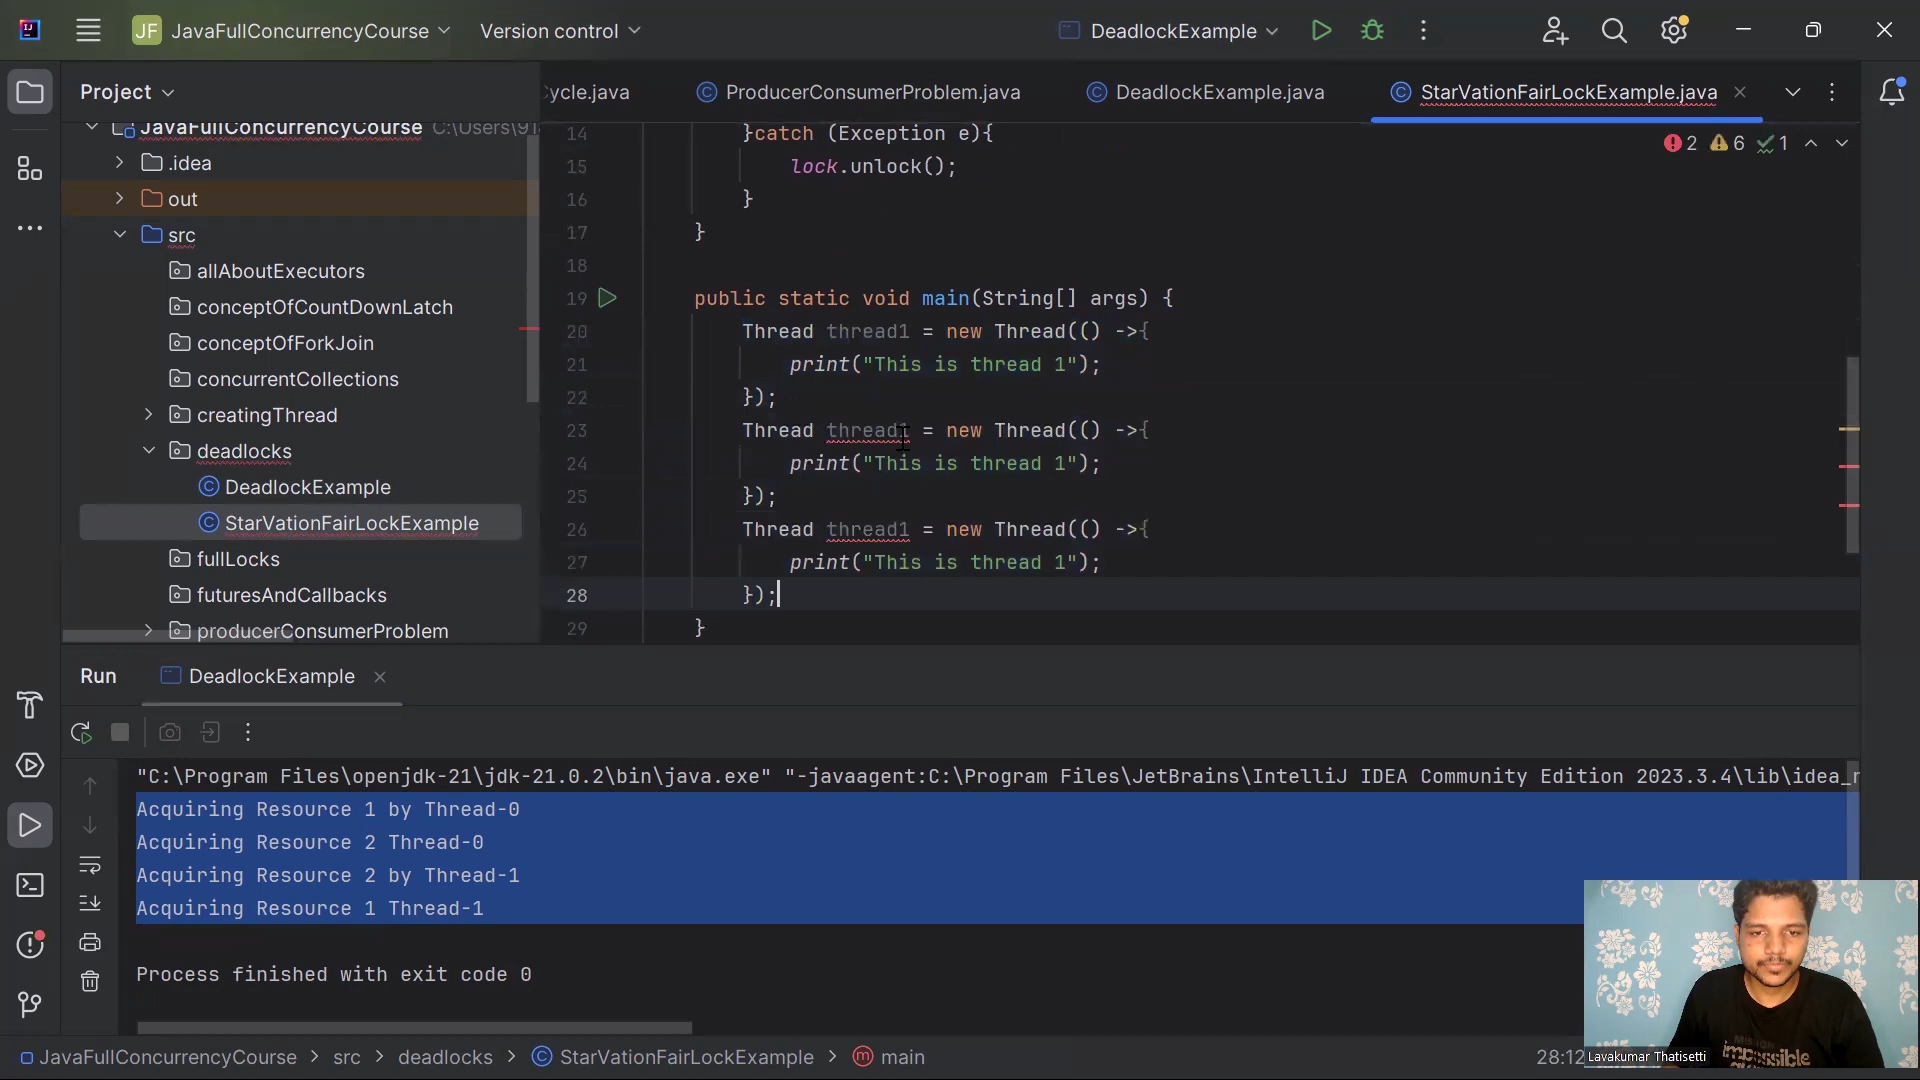 JF JavaFullConcurrencyCourse Version control DeadlockExample
Project
ycle.java ProducerConsumerProblem.java DeadlockExample.java StarVationFairLockExample.java
JavaFullConcurrencyCourse C:\Users\91
.idea
out
src
allAboutExecutors
conceptOfCountDownLatch
conceptOfForkJoin
concurrentCollections
creatingThread
deadlocks
DeadlockExample
StarVationFairLockExample
fullLocks
futuresAndCallbacks
producerConsumerProblem
2 6 1
14 }catch (Exception e){
15 lock.unlock();
16 }
17 }
18
19 public static void main(String[] args) {
20 Thread thread1 = new Thread(() ->{
21 print("This is thread 1");
22 });
23 Thread thread1 = new Thread(() ->{
24 print("This is thread 1");
25 });
26 Thread thread1 = new Thread(() ->{
27 print("This is thread 1");
28 });
29 }
Run DeadlockExample
"C:\Program Files\openjdk-21\jdk-21.0.2\bin\java.exe" "-javaagent:C:\Program Files\JetBrains\IntelliJ IDEA Community Edition 2023.3.4\lib\idea_r
Acquiring Resource 1 by Thread-0
Acquiring Resource 2 Thread-0
Acquiring Resource 2 by Thread-1
Acquiring Resource 1 Thread-1
Process finished with exit code 0
JavaFullConcurrencyCourse > src > deadlocks > StarVationFairLockExample > main
28:12
impossible
Lavakumar Thatisetti